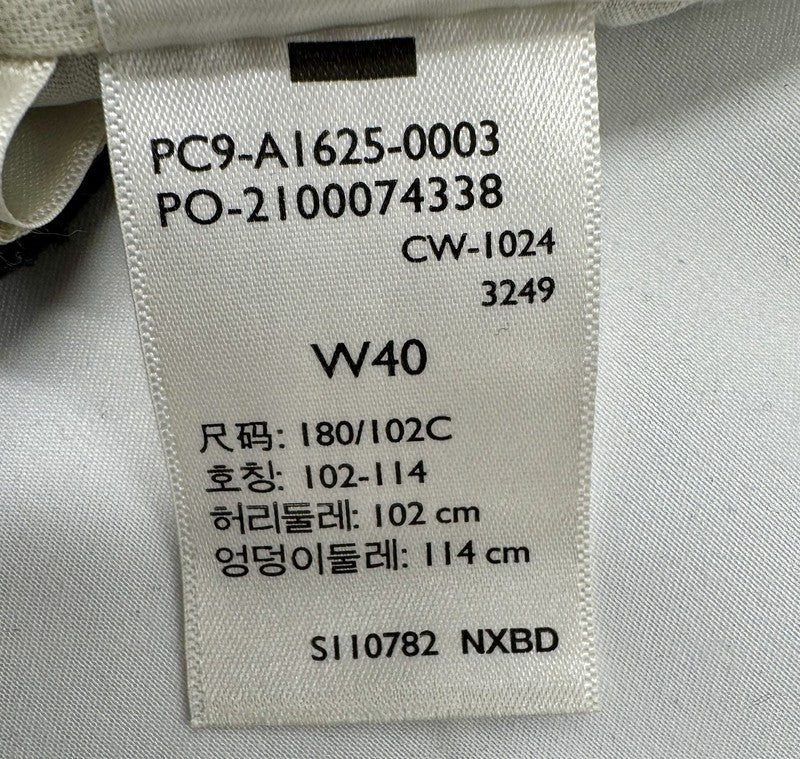 PC9-A1625-0003
PO-2100074338
CW-1024
3249
W40
尺码: 180/102C
호칭: 102-114
허리둘레: 102 cm
엉덩이둘레: 114 cm
S110782 NXBD